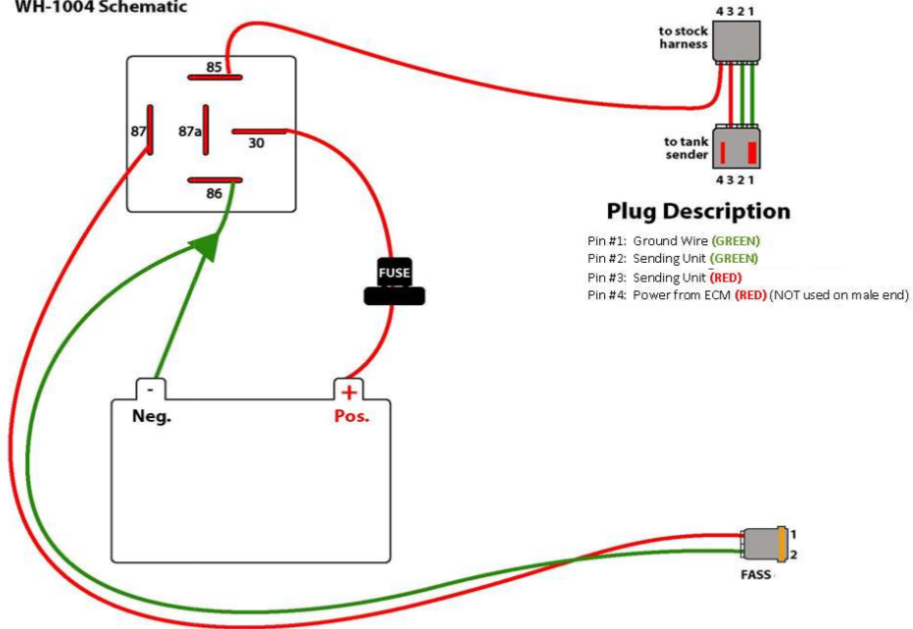 WH-1004 Schematic
85
87
87a
30
86
FUSE
-
+
Neg.
Pos.
4 3 2 1
to stock
harness
to tank
sender
4 3 2 1
Plug Description
Pin #1: Ground Wire (GREEN)
Pin #2: Sending Unit (GREEN)
Pin #3: Sending Unit (RED)
Pin #4: Power from ECM (RED) (NOT used on male end)
1
2
FASS